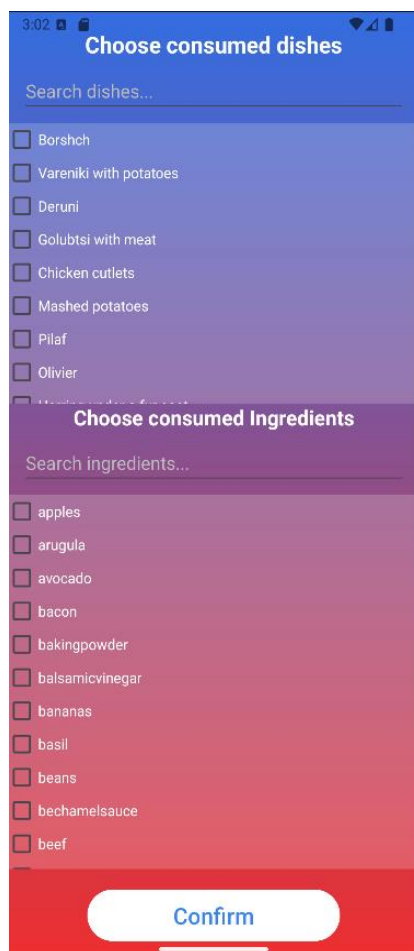 3:02
Choose consumed dishes
Search dishes...
Borshch
Vareniki with potatoes
Deruni
Golubtsi with meat
Chicken cutlets
Mashed potatoes
Pilaf
Olivier
Choose consumed Ingredients
Search ingredients...
apples
arugula
avocado
bacon
bakingpowder
balsamicvinegar
bananas
basil
beans
bechamelsauce
beef
Confirm